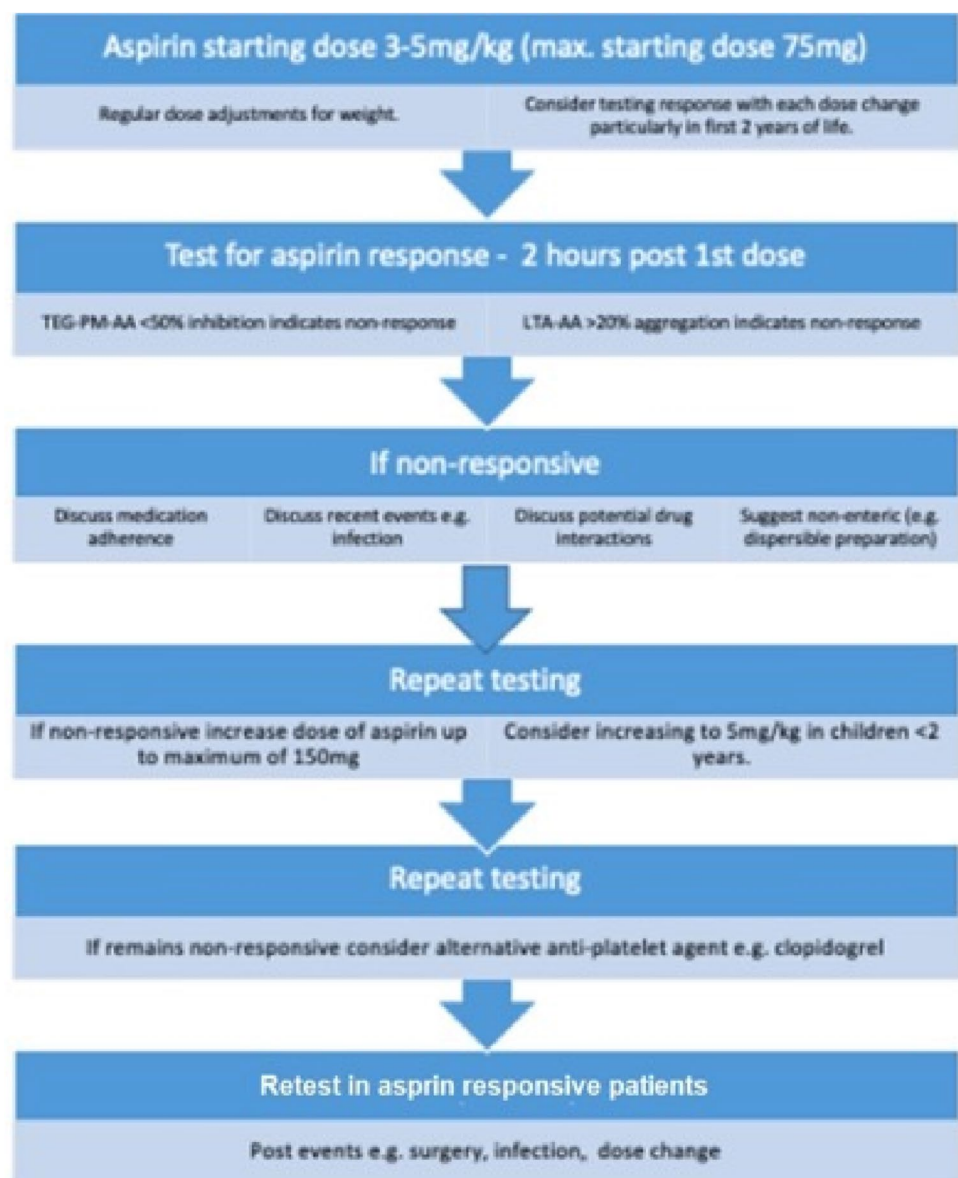 Aspirin starting dose 3-5mg/kg (max. starting dose 75mg)
Regular dose adjustments for weight.
Consider testing response with each dose change
particularly in first 2 years of life.
Test for aspirin response - 2 hours post 1st dose
TEG-PM-AA <50% inhibition indicates non-response
LTA-AA >20% aggregation indicates non-response
If non-responsive
Discuss medication
adherence
Discuss recent events e.g.
infection
Discuss potential drug
interactions
Suggest non-enteric (e.g.
dispersible preparation)
Repeat testing
If non-responsive increase dose of aspirin up
to maximum of 150mg
Consider increasing to 5mg/kg in children <2
years.
Repeat testing
If remains non-responsive consider alternative anti-platelet agent e.g. clopidogrel
Retest in asprin responsive patients
Post events e.g. surgery, infection, dose change